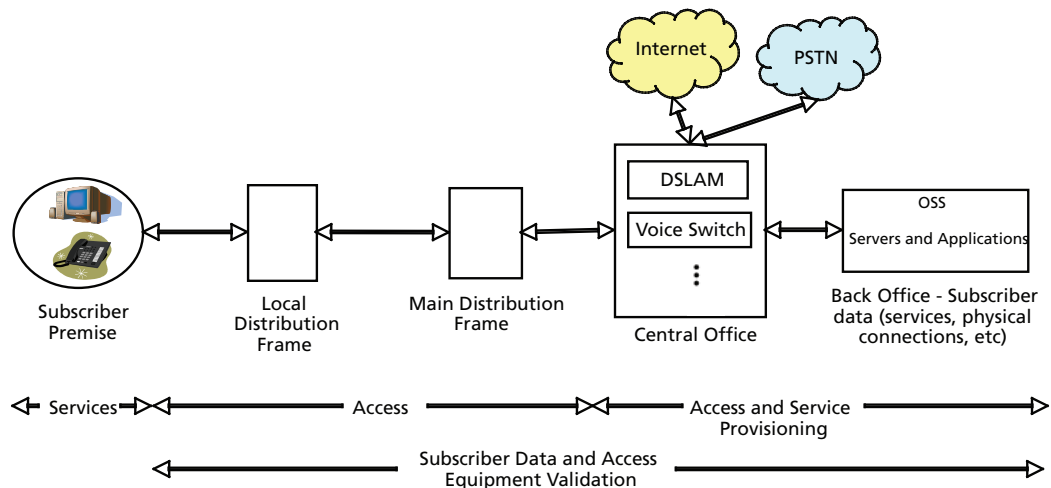 Internet
PSTN
DSLAM
Voice Switch
OSS
Servers and Applications
Subscriber
Premise
Local
Distribution
Frame
Main Distribution
Frame
Central Office
Back Office - Subscriber
data (services, physical
connections, etc)
Services
Access
Access and Service
Provisioning
Subscriber Data and Access
Equipment Validation